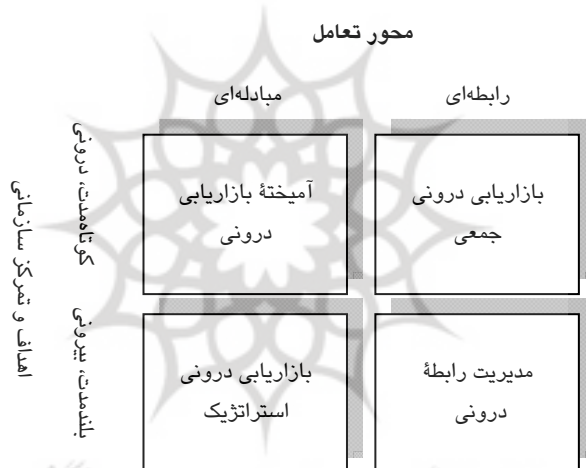 محور تعامل
رابطه‌ای
مبادله‌ای
اهداف و تمرکز سازمانی
کوتاه‌مدت، درونی
بازاریابی درونی
جمعی
آمیختهٔ بازاریابی
درونی
بلندمدت، بیرونی
مدیریت رابطهٔ
درونی
بازاریابی درونی
استراتژیک